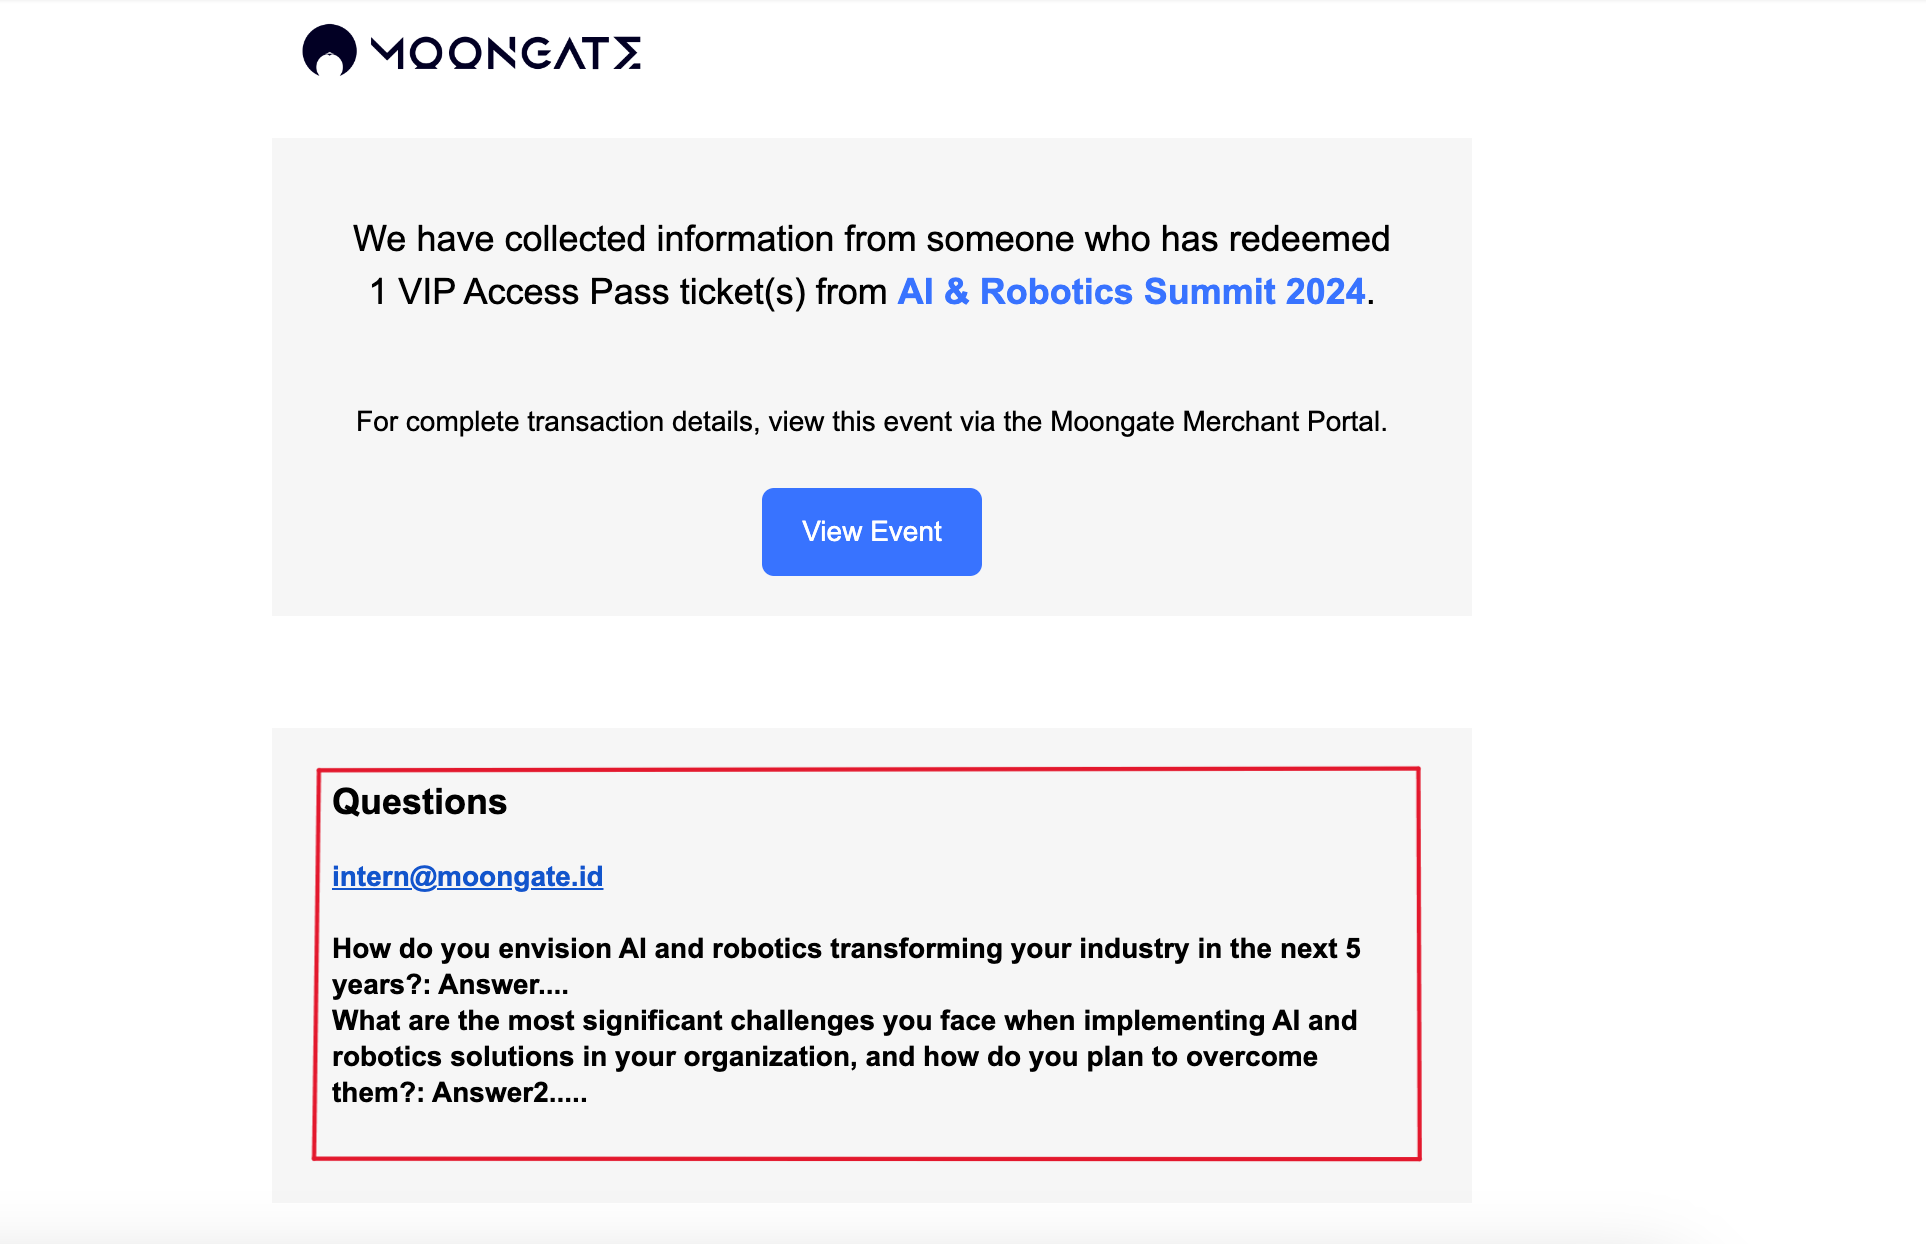 MOONGATE
We have collected information from someone who has redeemed
1 VIP Access Pass ticket(s) from AI & Robotics Summit 2024.
For complete transaction details, view this event via the Moongate Merchant Portal.
View Event
Questions
intern@moongate.id
How do you envision AI and robotics transforming your industry in the next 5
years?: Answer....
What are the most significant challenges you face when implementing AI and
robotics solutions in your organization, and how do you plan to overcome
them?: Answer2.....